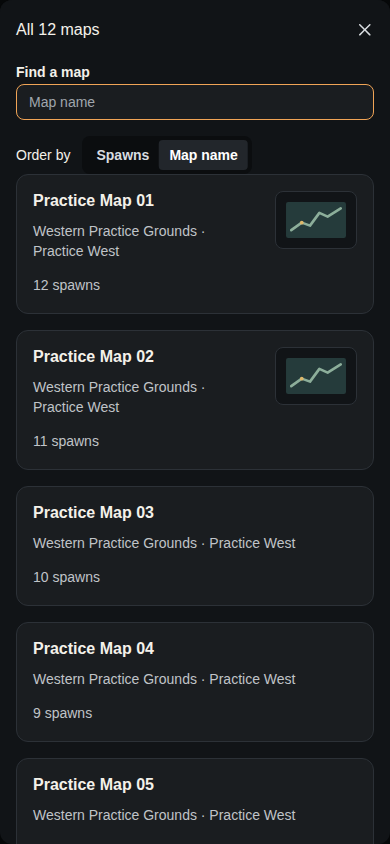 All 12 maps
Find a map
Map name
Order by Spawns Map name
Practice Map 01
Western Practice Grounds ·
Practice West
12 spawns
Practice Map 02
Western Practice Grounds ·
Practice West
11 spawns
Practice Map 03
Western Practice Grounds · Practice West
10 spawns
Practice Map 04
Western Practice Grounds · Practice West
9 spawns
Practice Map 05
Western Practice Grounds · Practice West